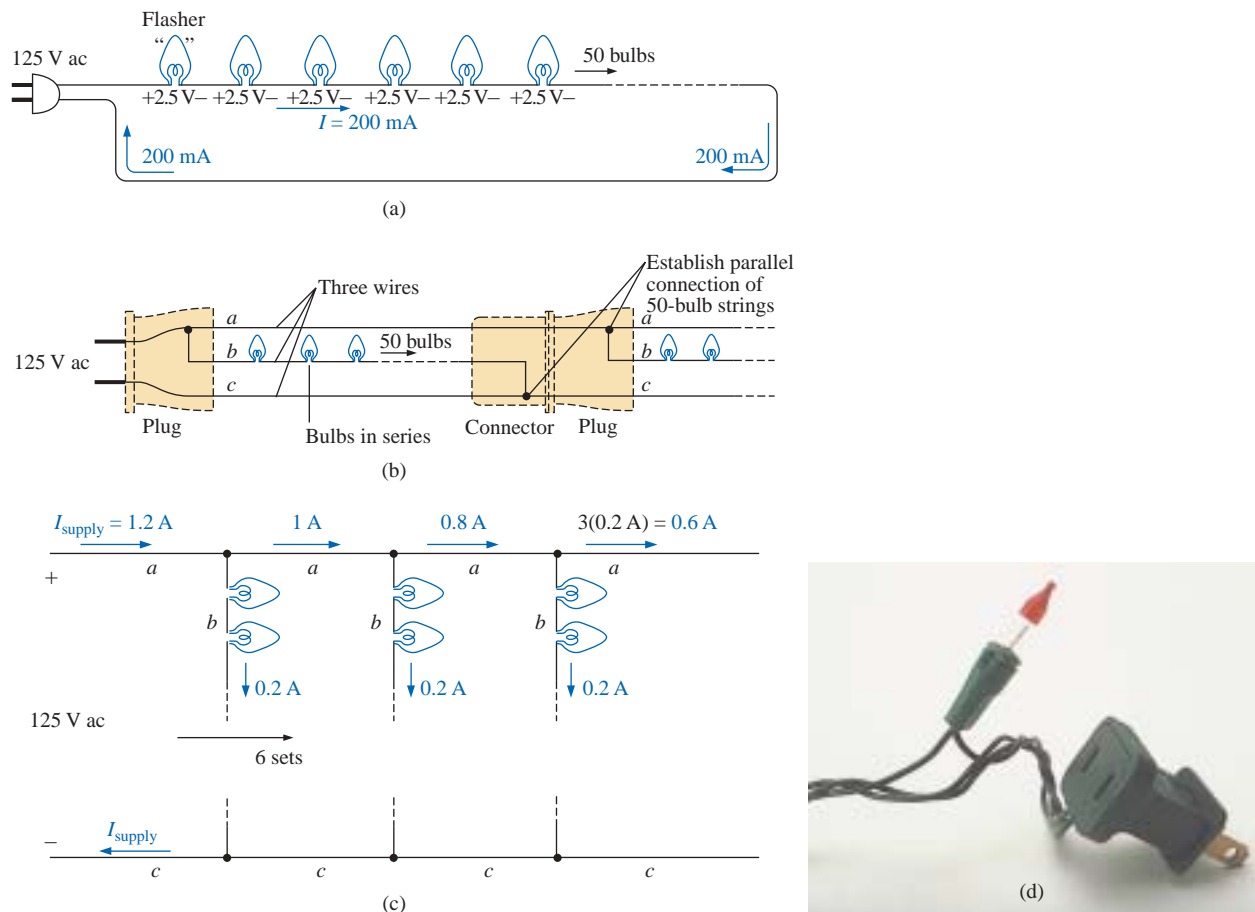 Flasher
“ ”
125 V ac
50 bulbs
+2.5 V– +2.5 V– +2.5 V– +2.5 V– +2.5 V– +2.5 V–
I = 200 mA
200 mA
200 mA
(a)
Establish parallel
connection of
50-bulb strings
Three wires
a
a
50 bulbs
b
b
125 V ac
c
c
Plug
Bulbs in series
Connector
Plug
(b)
Isupply = 1.2 A
1 A
0.8 A
3(0.2 A) = 0.6 A
+
a
a
a
a
b
b
b
0.2 A
0.2 A
0.2 A
125 V ac
6 sets
–
Isupply
c
c
c
c
(c)
(d)